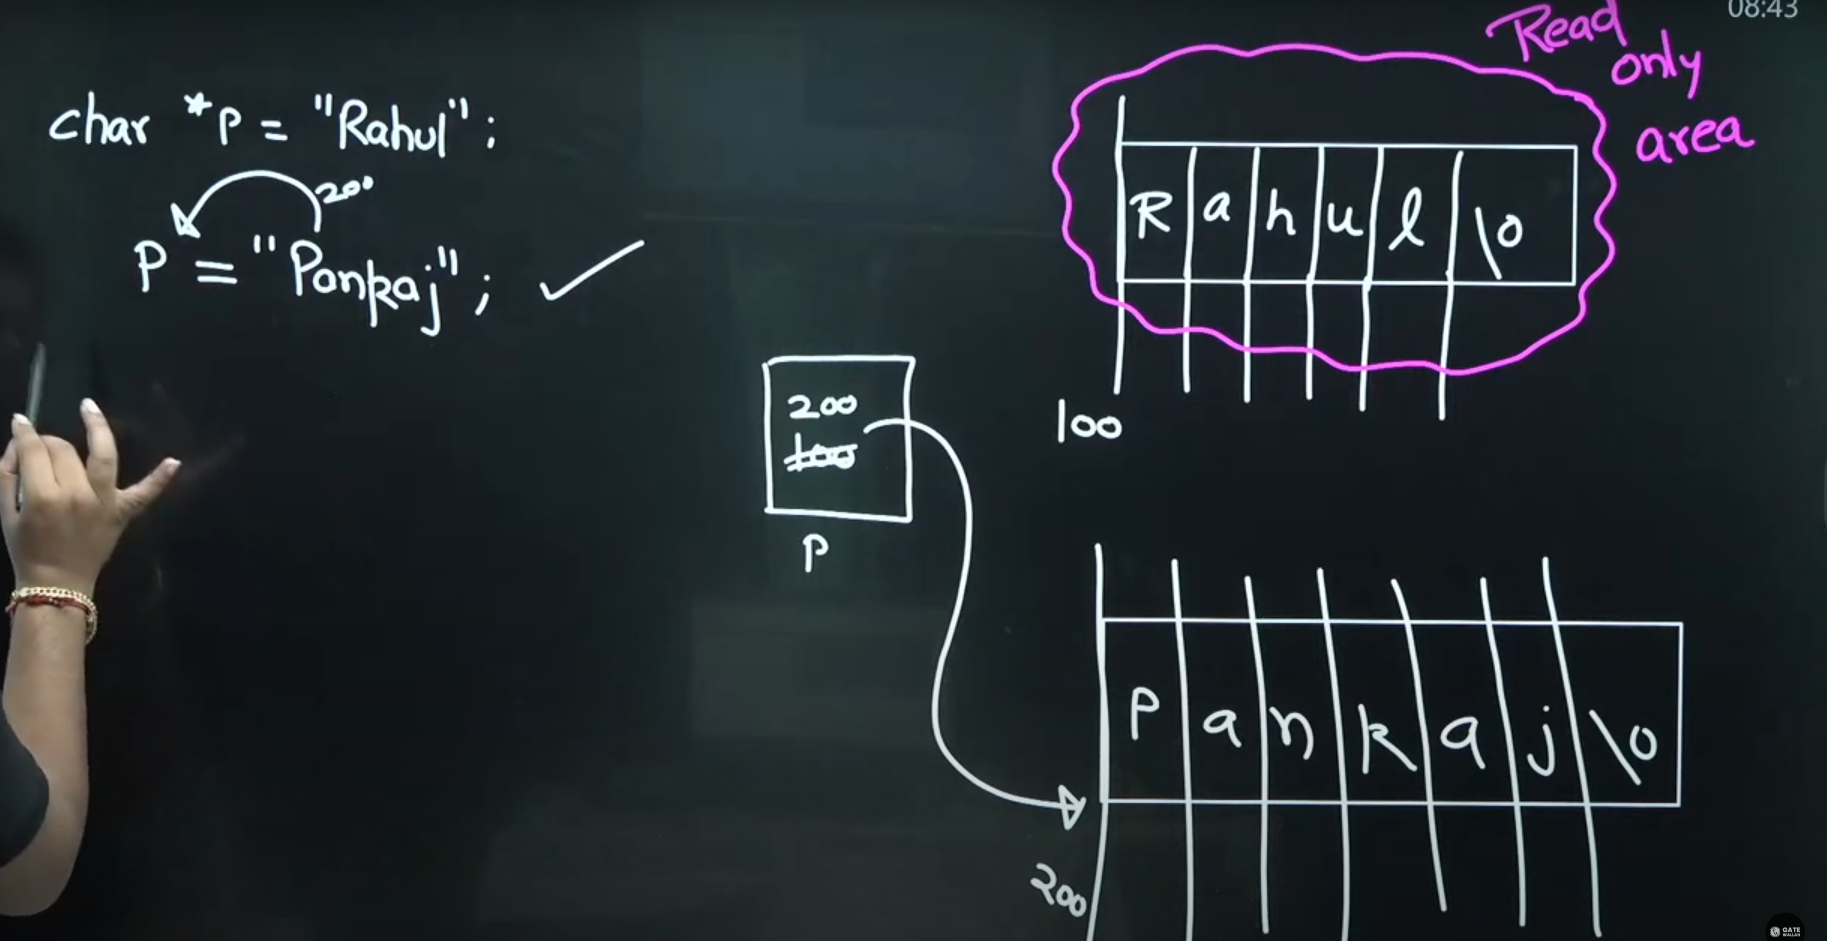 08:43
Read
only
area
char *P = "Rahul";
200
P = "Pankaj";
R a h u l \0
100
200
100
P
P a n k a j \0
200
GATE
WALLAH